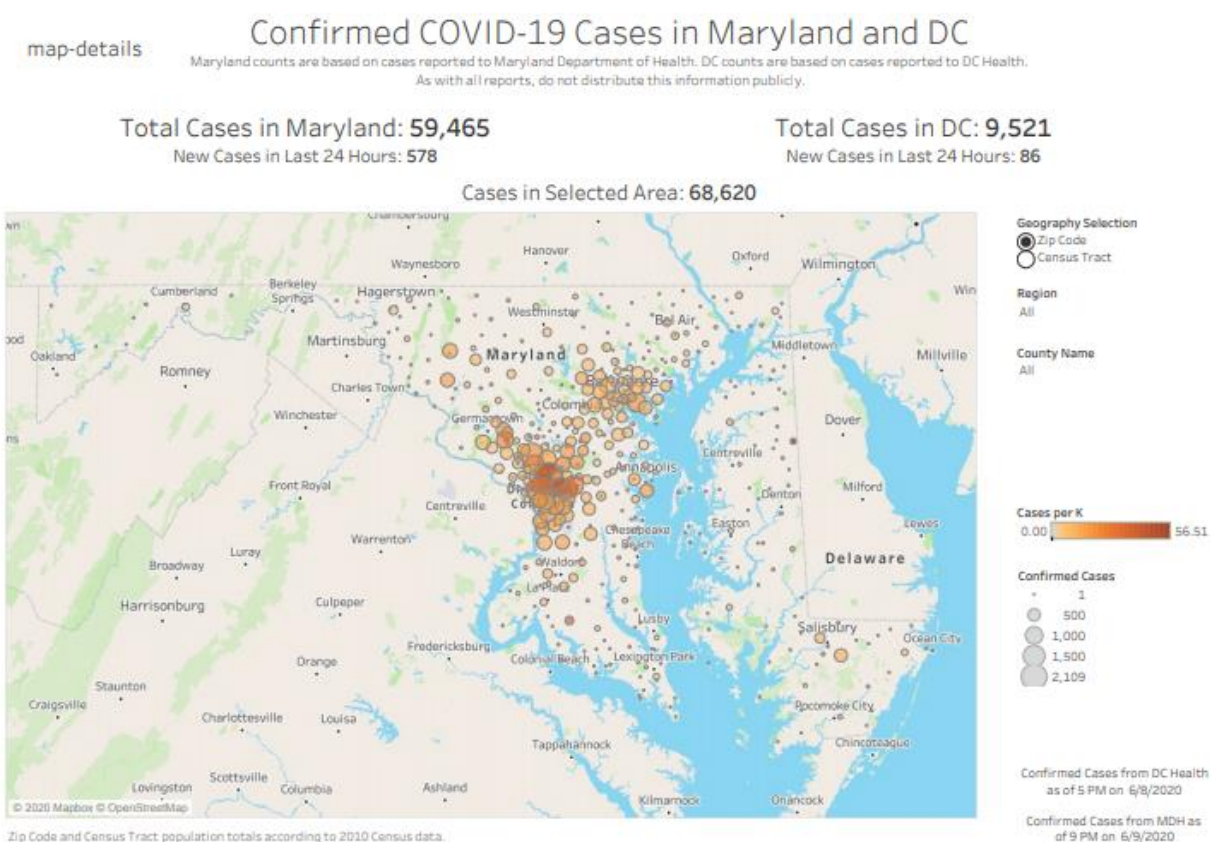 map-details
Confirmed COVID-19 Cases in Maryland and DC
Maryland counts are based on cases reported to Maryland Department of Health. DC counts are based on cases reported to DC Health.
As with all reports, do not distribute this information publicly.
Total Cases in Maryland: 59,465
New Cases in Last 24 Hours: 578
Total Cases in DC: 9,521
New Cases in Last 24 Hours: 86
Cases in Selected Area: 68,620
Chambersburg
Hanover
Waynesboro
Oxford
Wilmington
Cumberland
Berkeley
Springs
Hagerstown
Win
Westminster
Bel Air
Martinsburg
Middletown
Maryland
Millville
Oakland
Romney
Charles Town
Winchester
Germantown
Dover
Centreville
Annapolis
Front Royal
Milford
Denton
Centreville
Easton
Lewes
Warrenton
Chesapeake
Beach
Luray
Broadway
Waldorf
Delaware
La Plata
Harrisonburg
Culpeper
Lusby
Salisbury
Ocean City
Fredericksburg
Colonial Beach
Lexington Park
Orange
Staunton
Craigsville
Charlottesville
Louisa
Pocomoke City
Tappahannock
Chincoteague
Scottsville
Lovingston
Columbia
Ashland
Kilmarnock
Onancock
© 2020 Mapbox © OpenStreetMap
Geography Selection
Zip Code
Census Tract
Region
All
County Name
All
Cases per K
0.00 56.51
Confirmed Cases
1
500
1,000
1,500
2,109
Confirmed Cases from DC Health
as of 5 PM on 6/8/2020
Confirmed Cases from MDH as
of 9 PM on 6/9/2020
Zip Code and Census Tract population totals according to 2010 Census data.